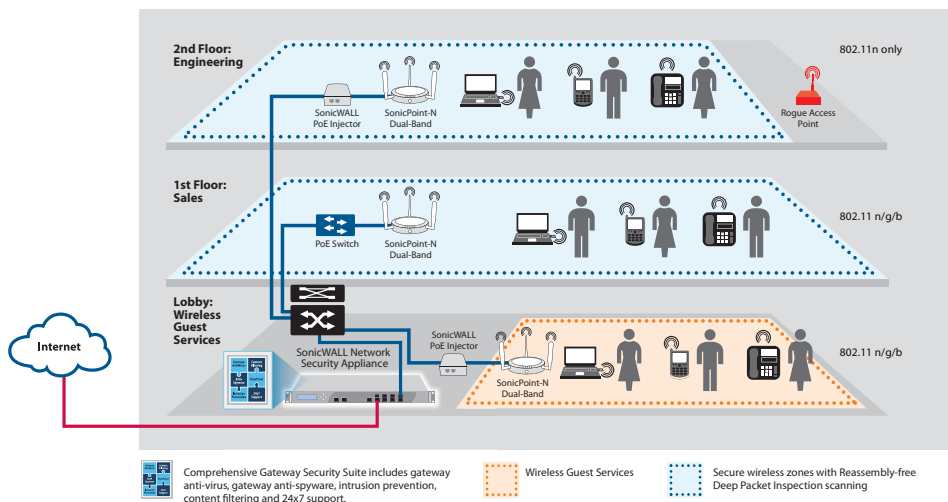 2nd Floor:
Engineering
802.11n only
SonicWALL
PoE Injector
SonicPoint-N
Dual-Band
Rogue Access
Point
1st Floor:
Sales
802.11 n/g/b
PoE Switch
SonicPoint-N
Dual-Band
Lobby:
Wireless
Guest
Services
Internet
SonicWALL Network
Security Appliance
SonicWALL
PoE Injector
SonicPoint-N
Dual-Band
802.11 n/g/b
Comprehensive Gateway Security Suite includes gateway
anti-virus, gateway anti-spyware, intrusion prevention,
content filtering and 24x7 support.
Wireless Guest Services
Secure wireless zones with Reassembly-free
Deep Packet Inspection scanning